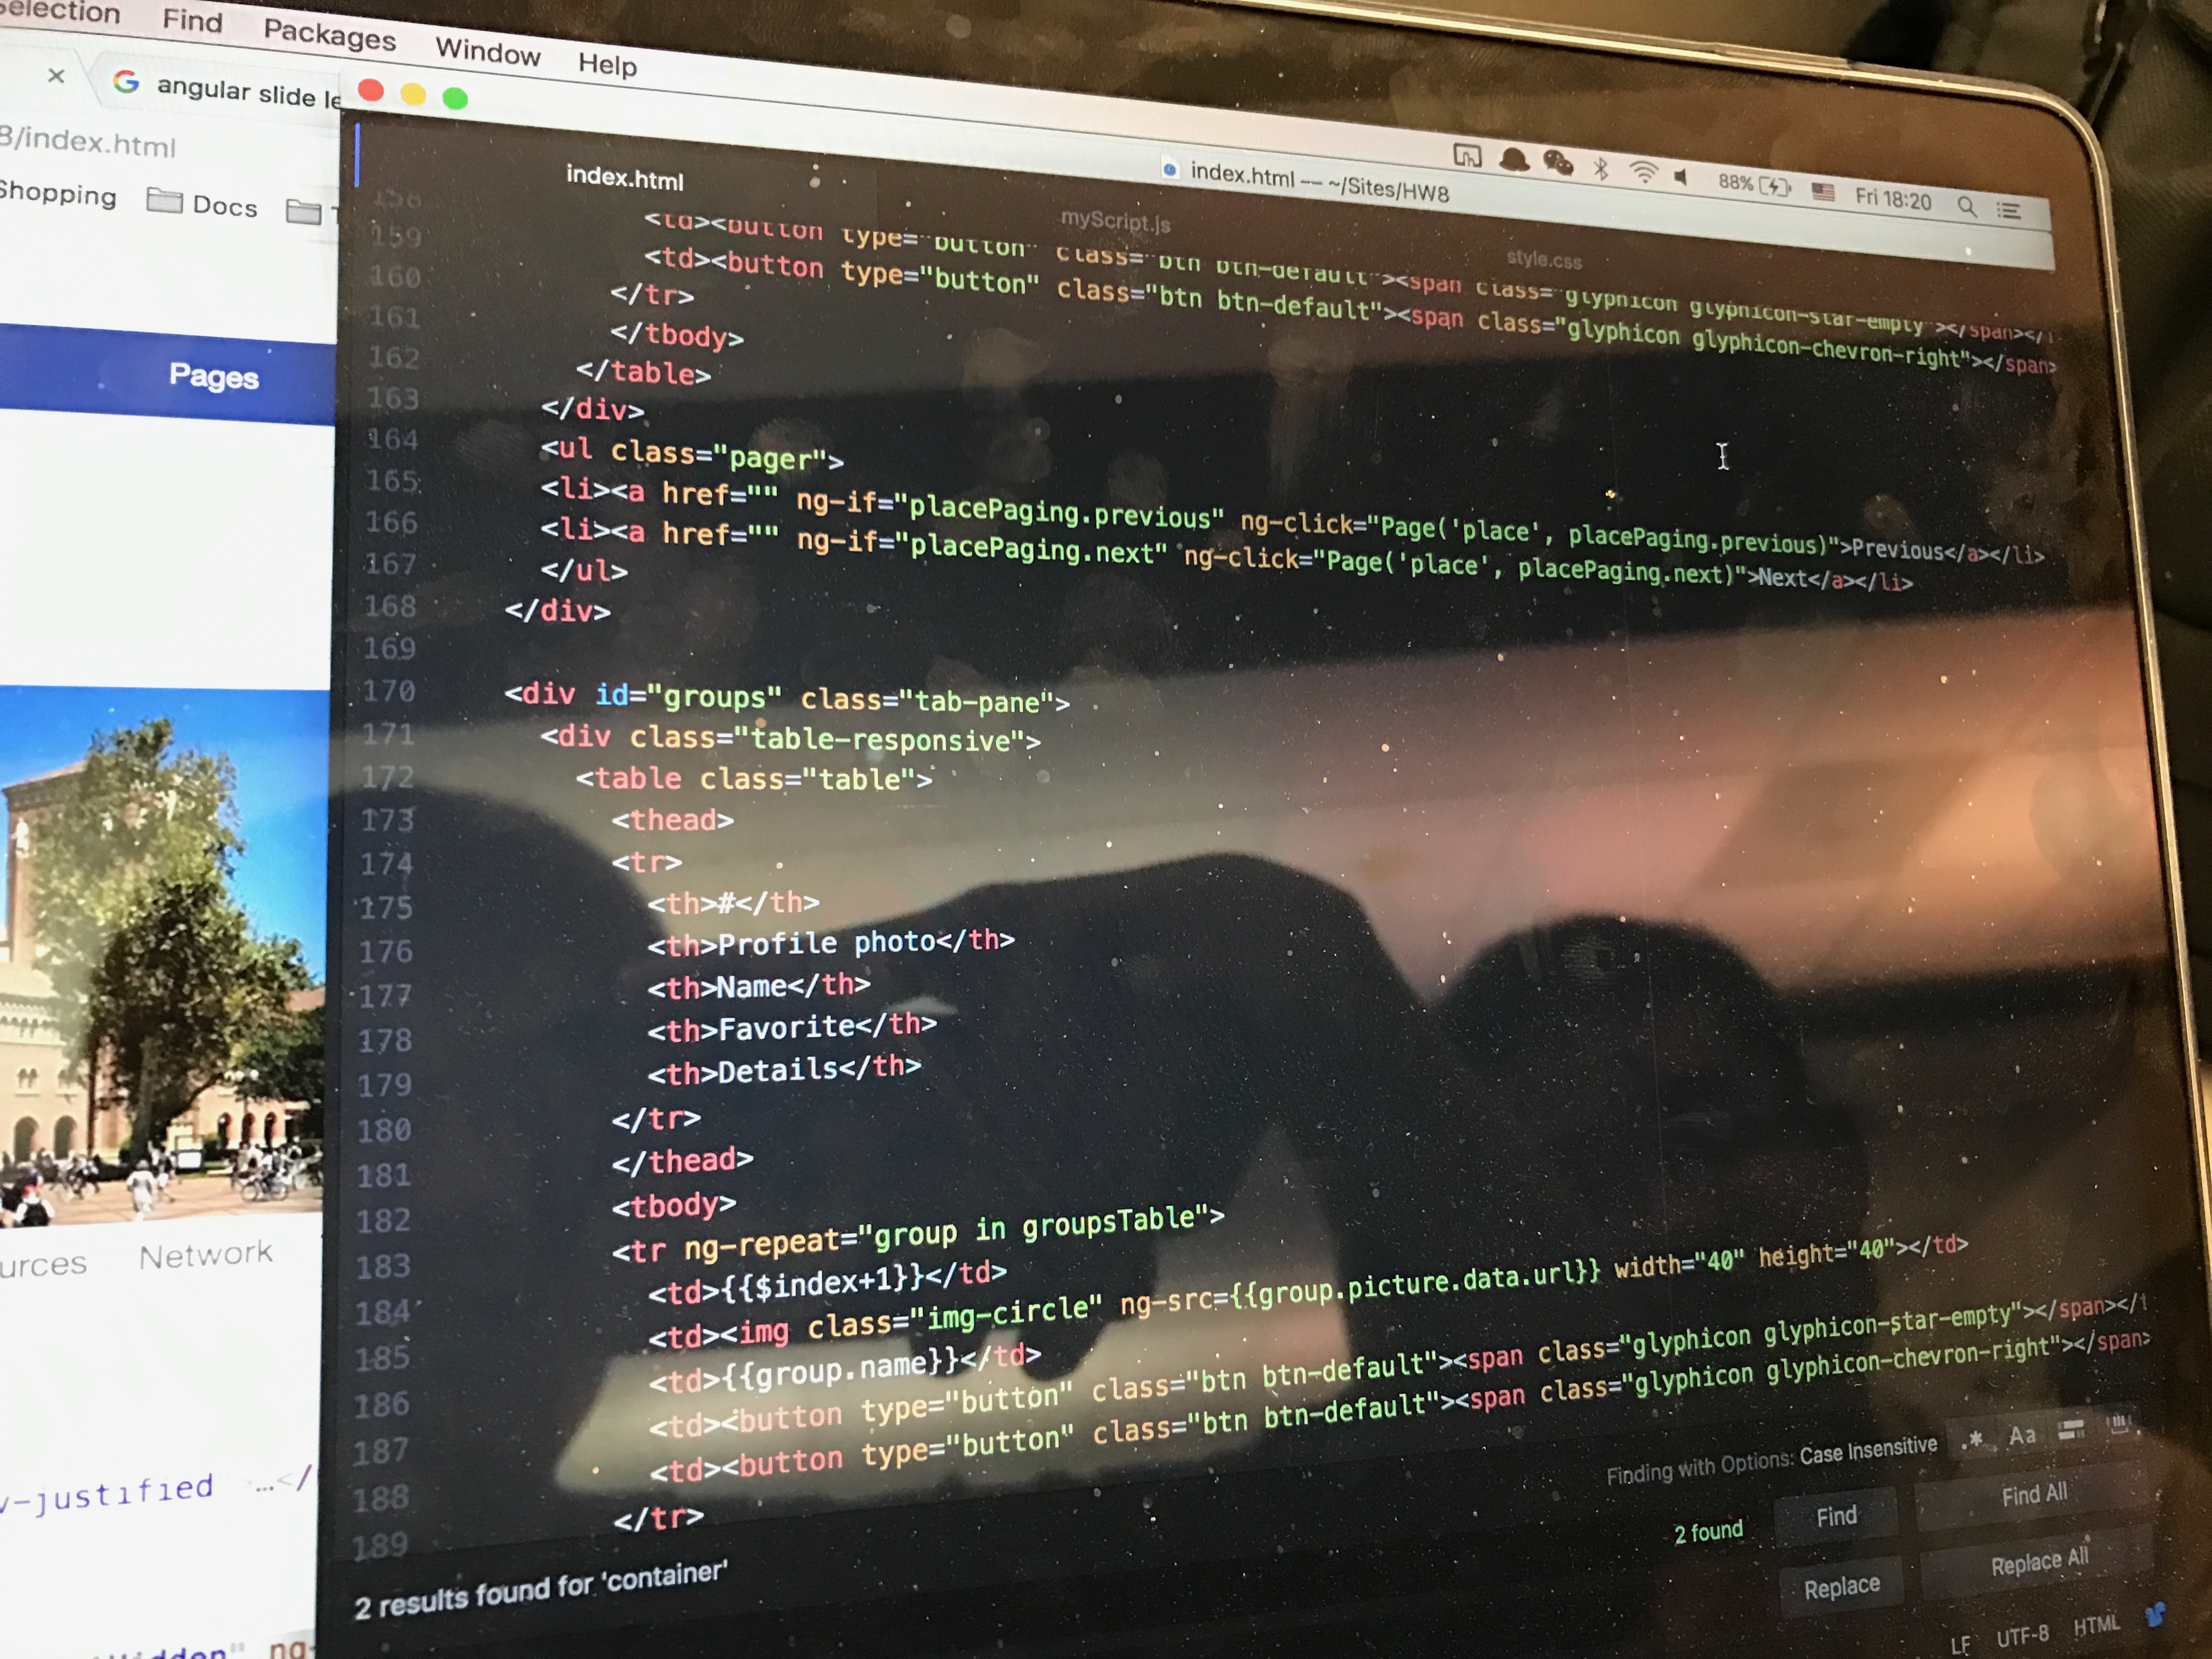 Selection Find Packages Window Help
angular slide le
8/index.html
Shopping Docs
88% Fri 18:20
index.html — ~/Sites/HW8
index.html myScript.js style.css
Pages
158 <td><button type="button" class="btn btn-default"><span class="glyphicon glyphicon-star-empty"></span></t
159 <td><button type="button" class="btn btn-default"><span class="glyphicon glyphicon-chevron-right"></span>
160 </tr>
161 </tbody>
162 </table>
163 </div>
164 <ul class="pager">
165 <li><a href="" ng-if="placePaging.previous" ng-click="Page('place', placePaging.previous)">Previous</a></li>
166 <li><a href="" ng-if="placePaging.next" ng-click="Page('place', placePaging.next)">Next</a></li>
167 </ul>
168 </div>
169
170 <div id="groups" class="tab-pane">
171 <div class="table-responsive">
172 <table class="table">
173 <thead>
174 <tr>
175 <th>#</th>
176 <th>Profile photo</th>
177 <th>Name</th>
178 <th>Favorite</th>
179 <th>Details</th>
180 </tr>
181 </thead>
182 <tbody>
183 <tr ng-repeat="group in groupsTable">
184 <td>{{$index+1}}</td>
185 <td><img class="img-circle" ng-src={{group.picture.data.url}} width="40" height="40"></td>
186 <td>{{group.name}}</td>
187 <td><button type="button" class="btn btn-default"><span class="glyphicon glyphicon-star-empty"></span></t
188 <td><button type="button" class="btn btn-default"><span class="glyphicon glyphicon-chevron-right"></span>
189 </tr>
urces Network
v-justified …</
ng-
Finding with Options: Case Insensitive .* Aa
2 results found for 'container'
2 found Find Find All
Replace Replace All
LF UTF-8 HTML